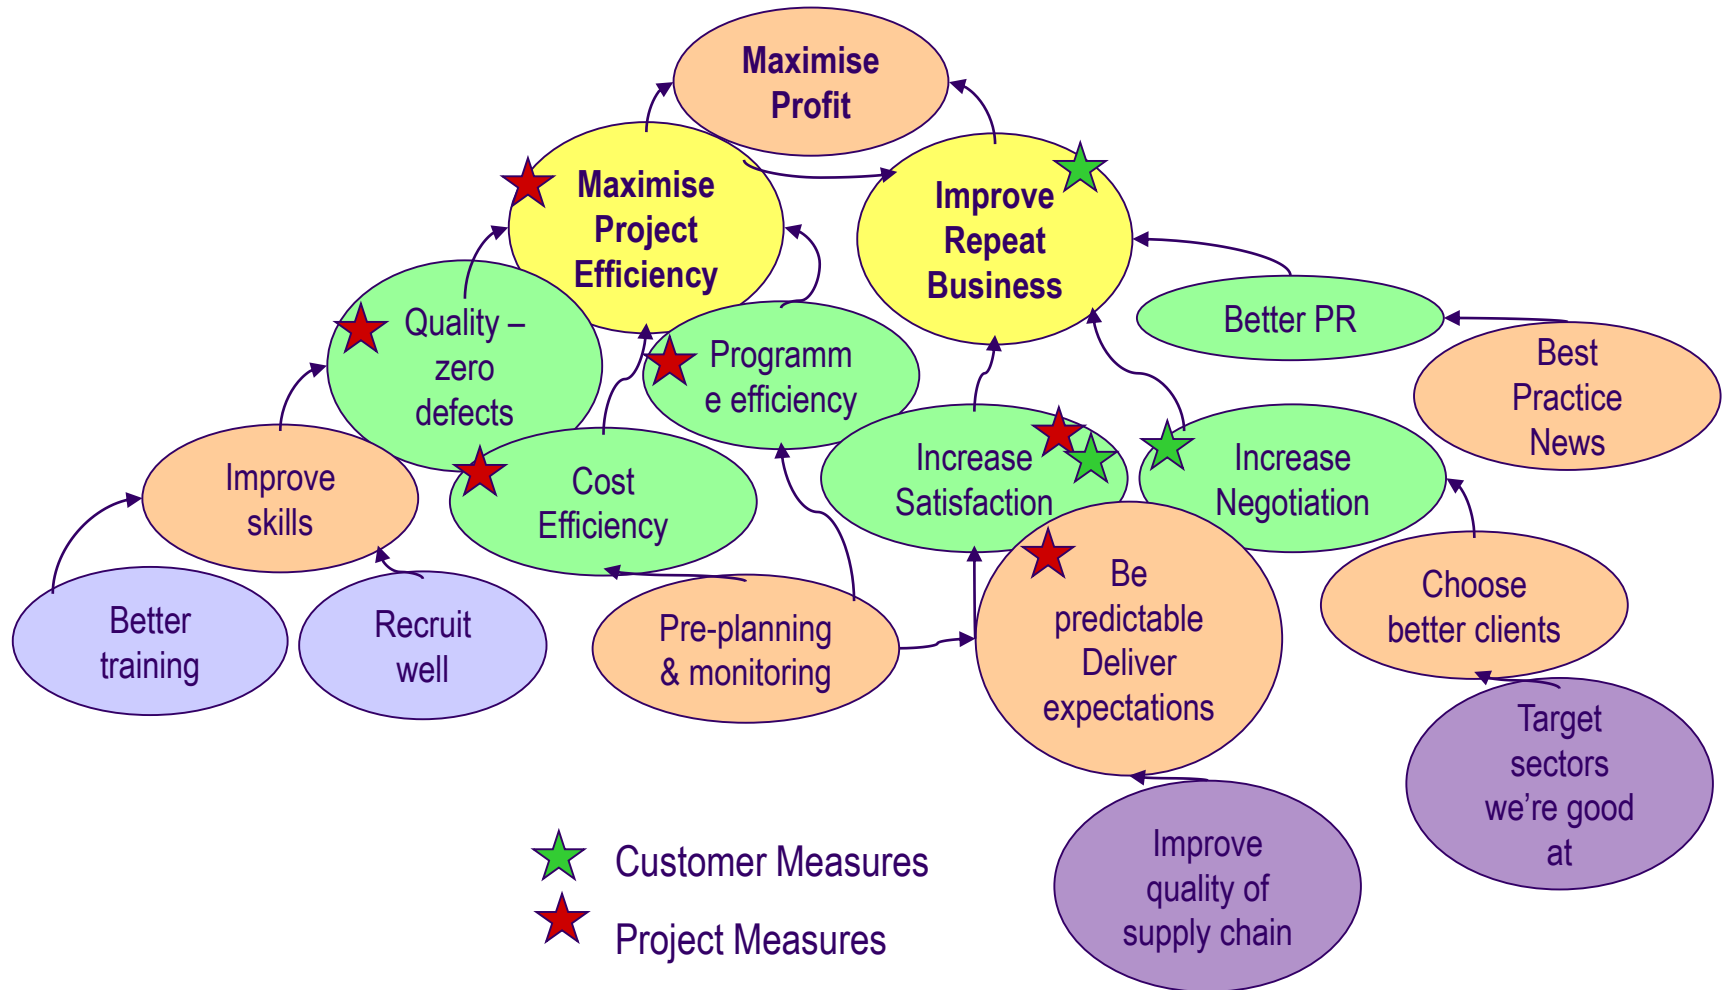 Maximise
Profit
Maximise
Project
Efficiency
Improve
Repeat
Business
Quality –
zero
defects
Programm
e efficiency
Better PR
Best
Practice
News
Improve
skills
Cost
Efficiency
Increase
Satisfaction
Increase
Negotiation
Better
training
Recruit
well
Pre-planning
& monitoring
Be
predictable
Deliver
expectations
Choose
better clients
Target
sectors
we’re good
at
Improve
quality of
supply chain
Customer Measures
Project Measures